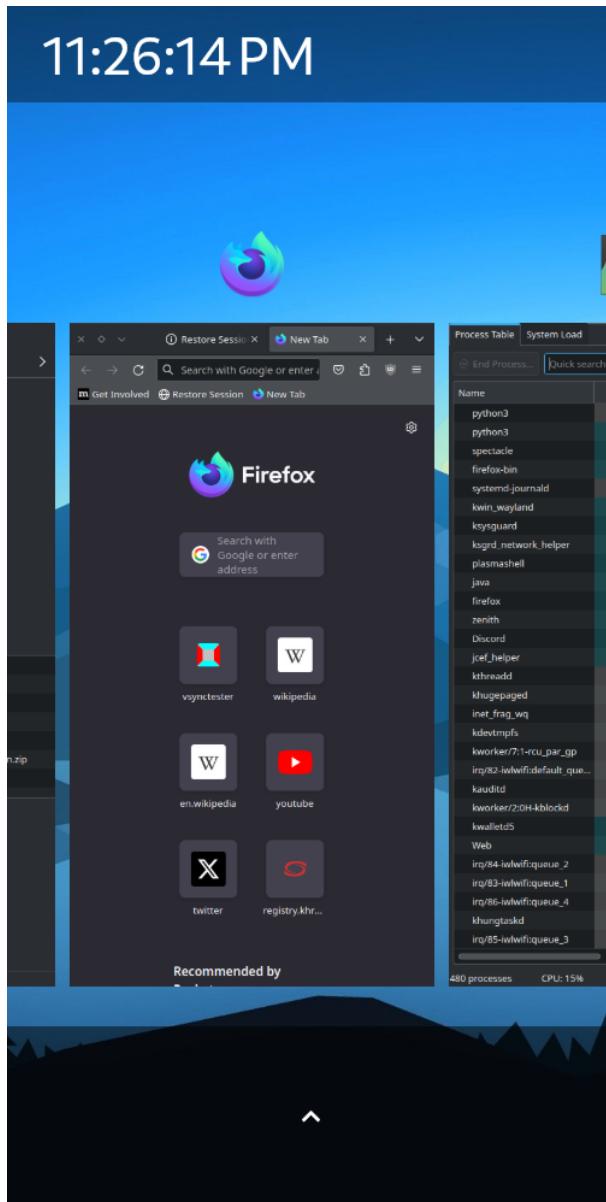 11:26:14 PM
n.zip
Restore Sessio
New Tab
Search with Google or enter a
Get Involved
Restore Session
New Tab
Firefox
Search with
Google or enter
address
vsynctester
wikipedia
en.wikipedia
youtube
twitter
registry.khr...
Recommended by
Process Table
System Load
End Process...
Quick search
Name
python3
python3
spectacle
firefox-bin
systemd-journald
kwin_wayland
ksysguard
ksgrd_network_helper
plasmashell
java
firefox
zenith
Discord
jcef_helper
kthreadd
khugepaged
inet_frag_wq
kdevtmpfs
kworker/7:1-rcu_par_gp
irq/82-iwlwifi:default_que...
kauditd
kworker/2:0H-kblockd
kwalletd5
Web
irq/84-iwlwifi:queue_2
irq/83-iwlwifi:queue_1
irq/86-iwlwifi:queue_4
khungtaskd
irq/85-iwlwifi:queue_3
480 processes
CPU: 15%